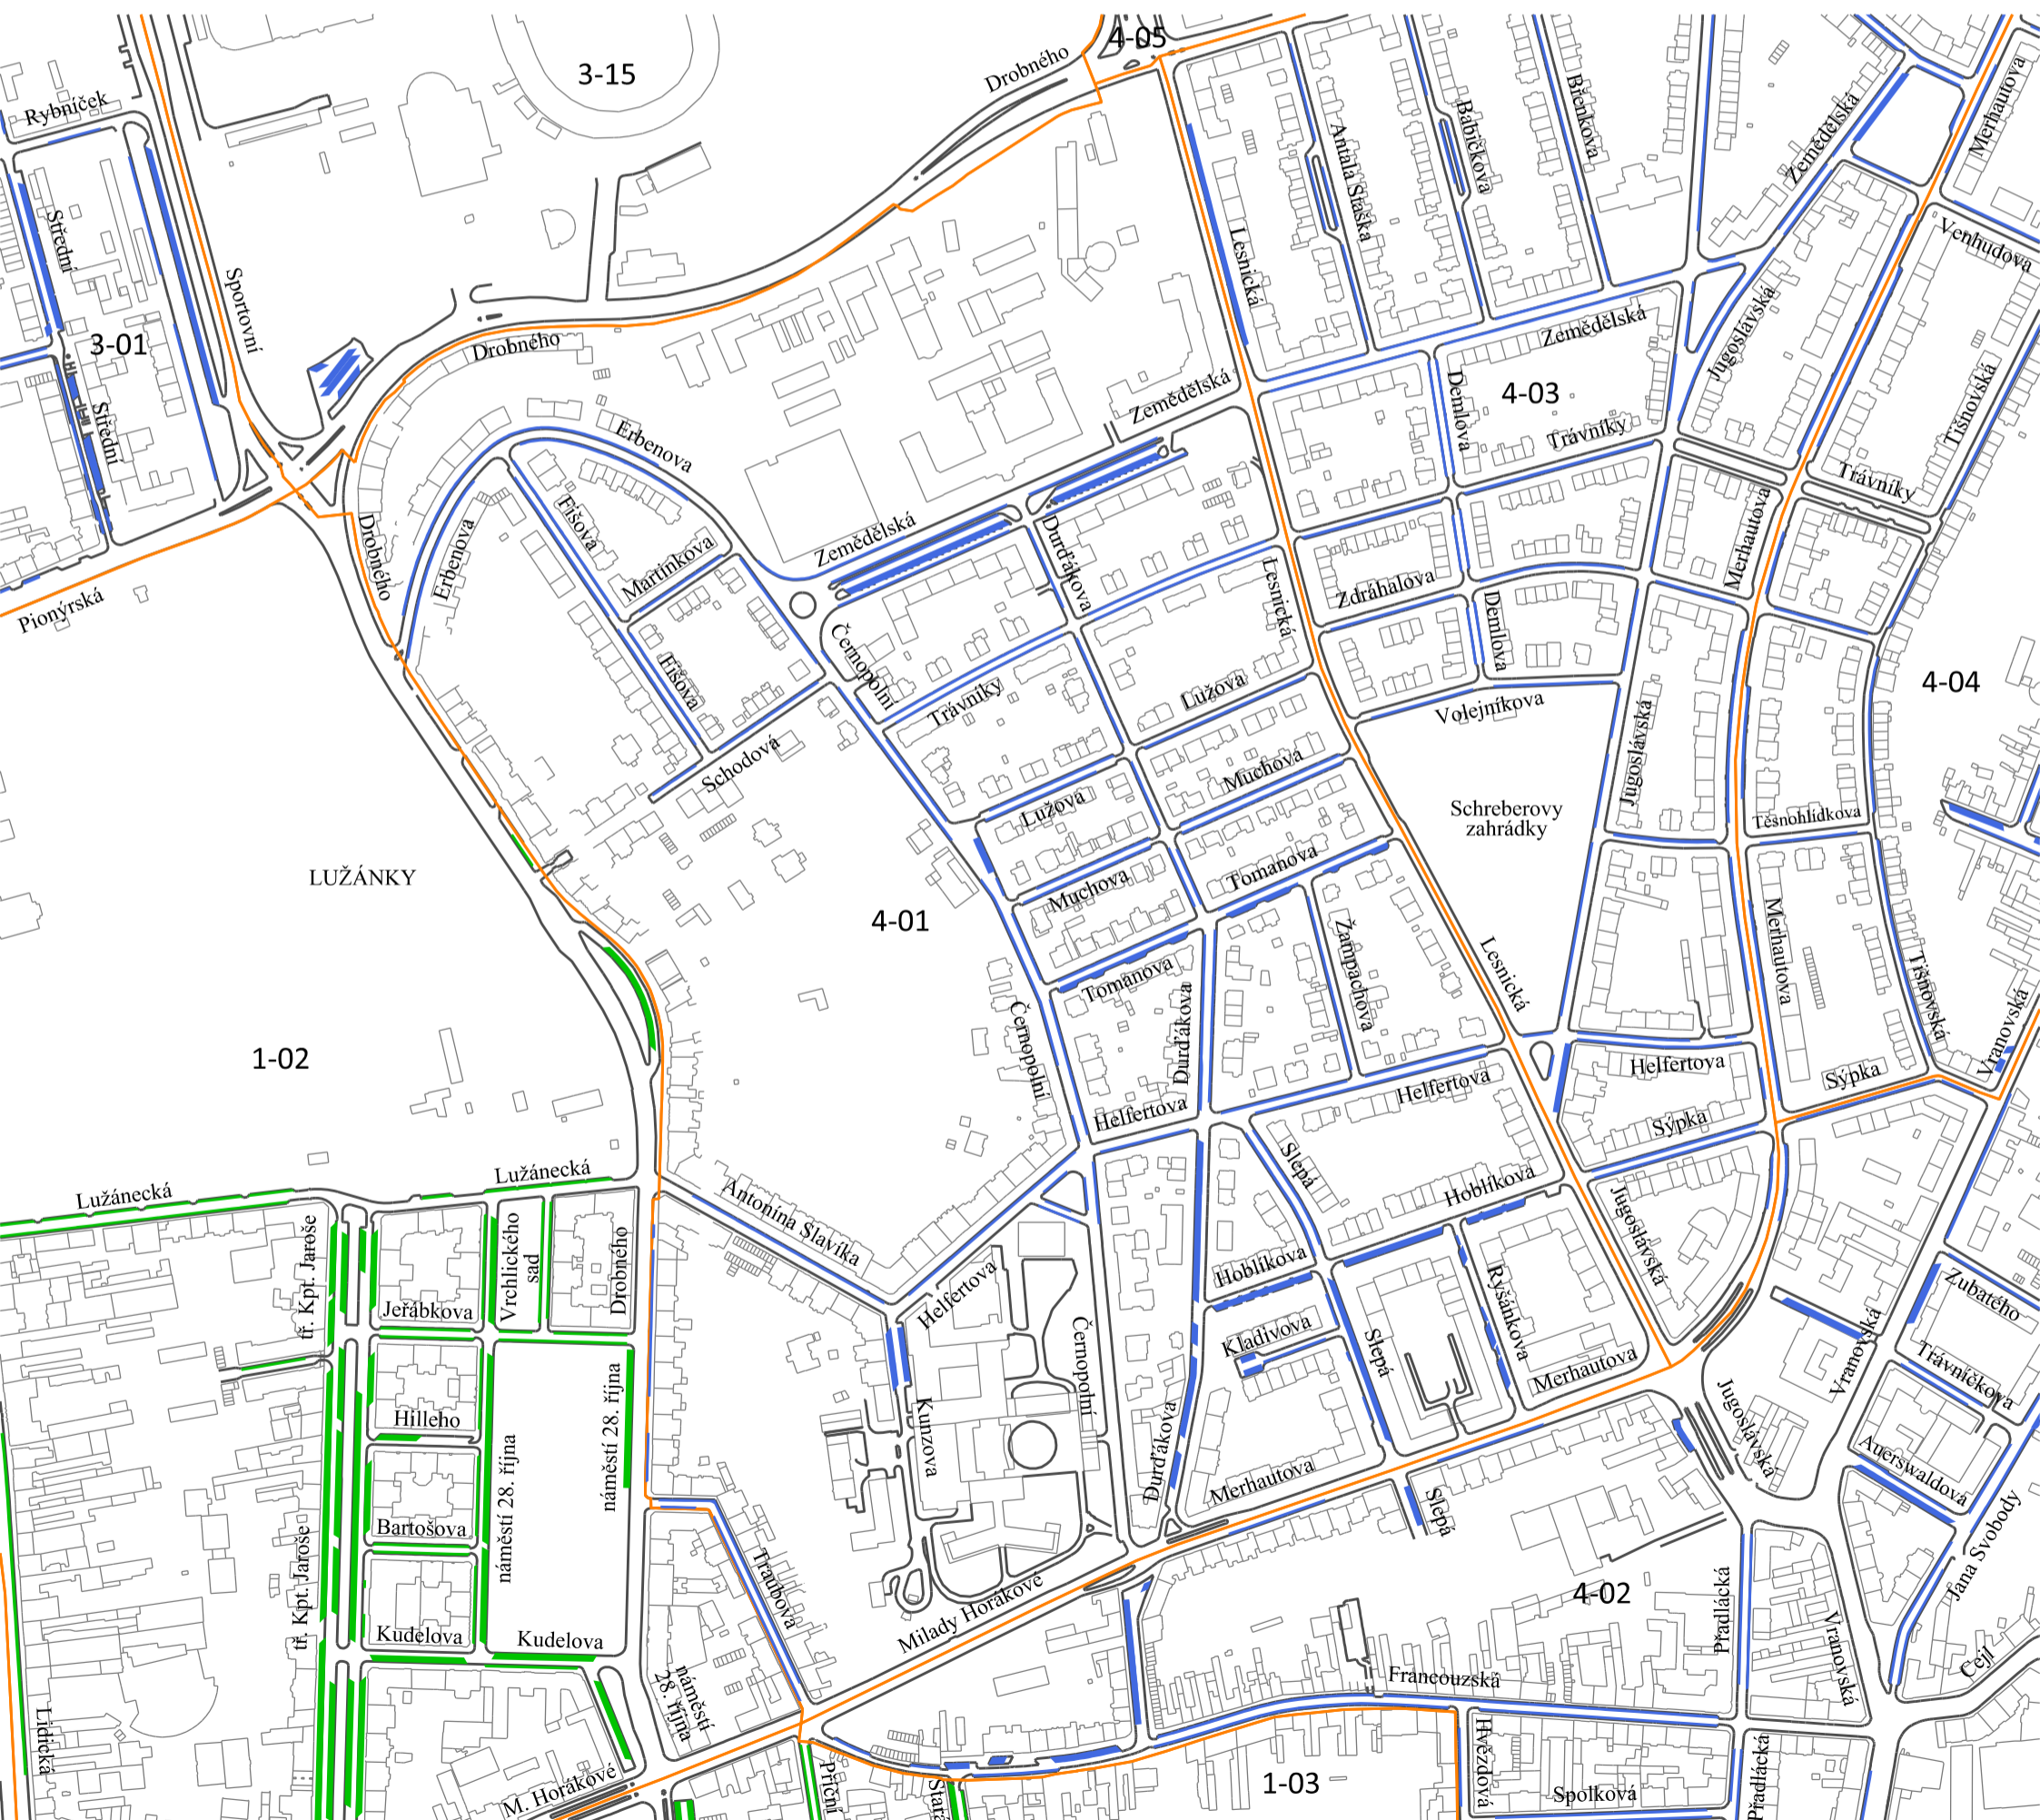 4-05
Drobného
3-15
Rybníček
Merhautova
Antala Staška
Babičkova
Břenkova
Zemědělská
Střední
Sportovní
Lesnická
Venhudova
3-01
Drobného
Zemědělská
Jugoslávská
Střední
Zemědělská
Demlova
4-03
Trávníky
Tišnovská
Erbenova
Trávníky
Fišova
Zemědělská
Durďákova
Merhautova
Drobného
Erbenova
Martínkova
Lesnická
Zdráhalova
Pionýrská
Černopolní
Demlova
Fišova
Trávníky
Lužova
Volejníkova
4-04
Jugoslávská
Schodová
Muchova
Lužova
Schreberovy
zahrádky
Těsnohlídkova
LUŽÁNKY
Tomanova
Muchova
4-01
Žampachova
Lesnická
Merhautova
Tišnovská
Tomanova
Durďákova
Černopolní
Vranovská
1-02
Helfertova
Helfertova
Sýpka
Helfertova
Sýpka
Lužánecká
Lužánecká
Slepá
Hoblíkova
Antonína Slavíka
tř. Kpt. Jaroše
Vrchlického
sad
Drobného
Jugoslávská
Hoblíkova
Helfertova
Ryšánkova
Zubatého
Jeřábkova
Kladivova
Slepá
Černopolní
Merhautova
Vranovská
Trávníčkova
náměstí 28. října
Hilleho
Kunzova
Durďákova
Jugoslávská
Merhautova
Auerswaldova
Slepá
náměstí 28. října
Bartošova
Jana Svobody
tř. Kpt. Jaroše
Traubova
Milady Horákové
4-02
Přadlácká
Vranovská
Kudelova
Kudelova
Cejl
Francouzská
náměstí
28. října
Lidická
Hvězdová
Přadlácká
M. Horákové
Příční
Stará
1-03
Spolková